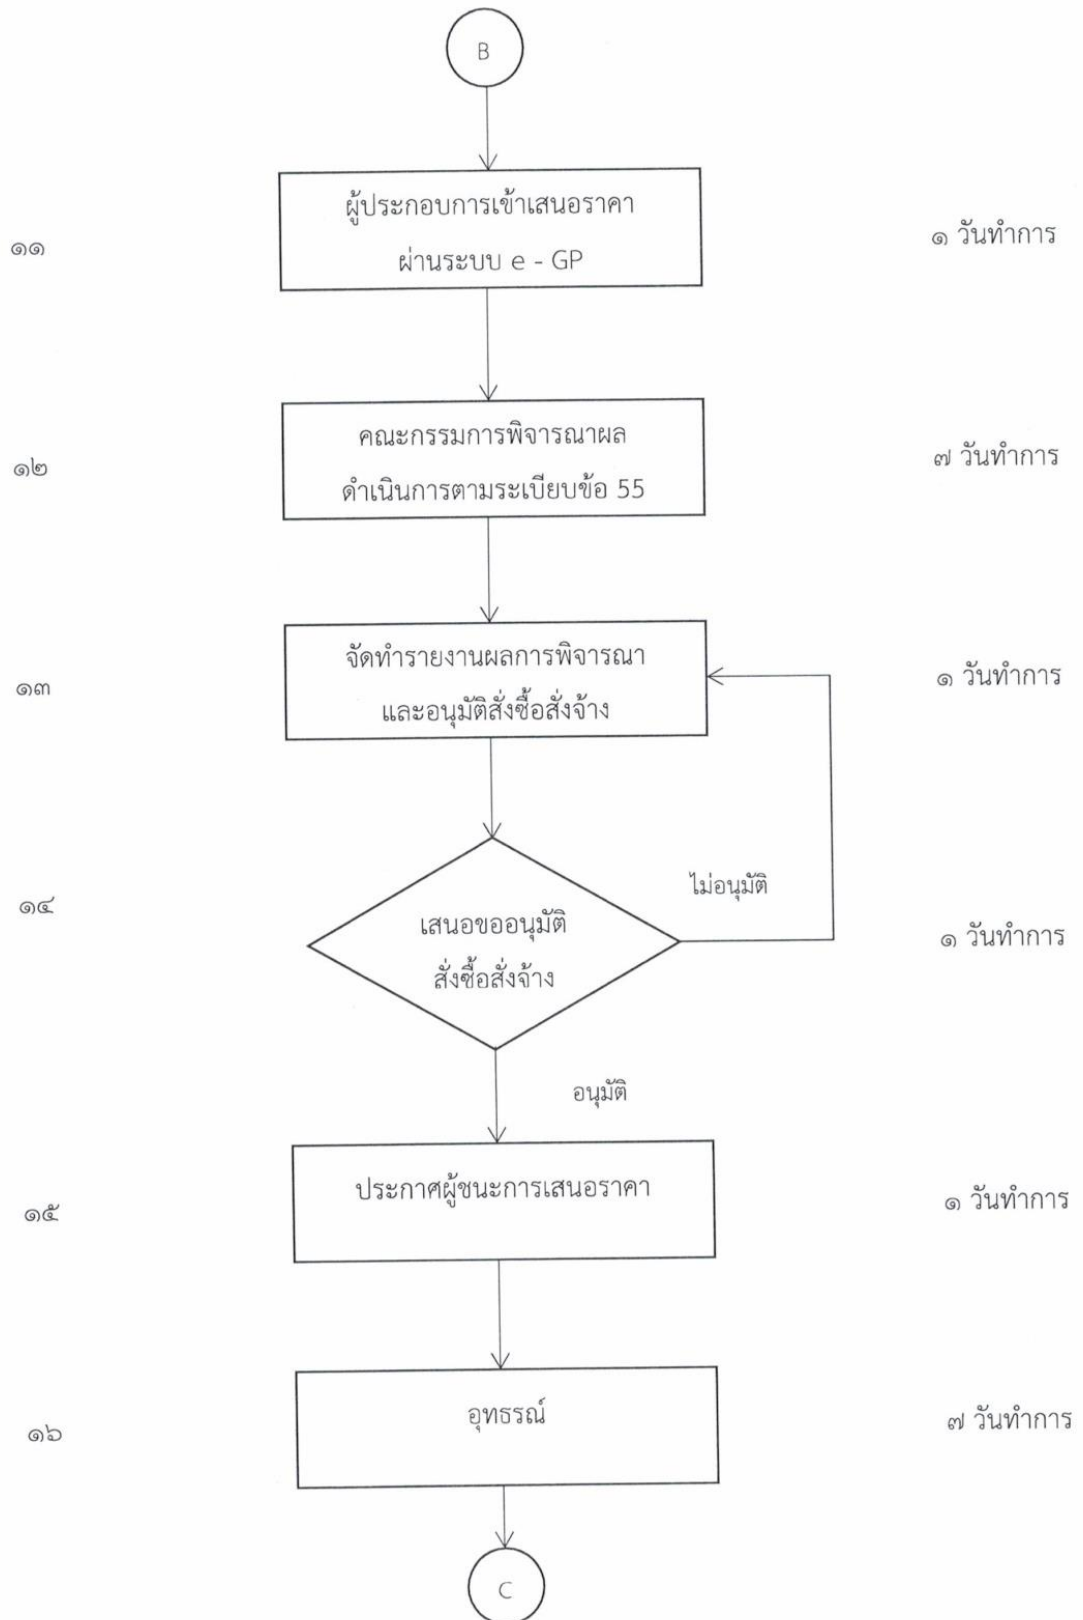 B
ผู้ประกอบการเข้าเสนอราคา
๑๑
ผ่านระบบ e - GP
๑ วันทำการ
คณะกรรมการพิจารณาผล
๑๒
ดำเนินการตามระเบียบข้อ 55
๗ วันทำการ
จัดทำรายงานผลการพิจารณา
๑๓
และอนุมัติสั่งซื้อสั่งจ้าง
๑ วันทำการ
ไม่อนุมัติ
๑๔
เสนอขออนุมัติ
สั่งซื้อสั่งจ้าง
๑ วันทำการ
อนุมัติ
ประกาศผู้ชนะการเสนอราคา
๑๕
๑ วันทำการ
อุทธรณ์
๑๖
๗ วันทำการ
C